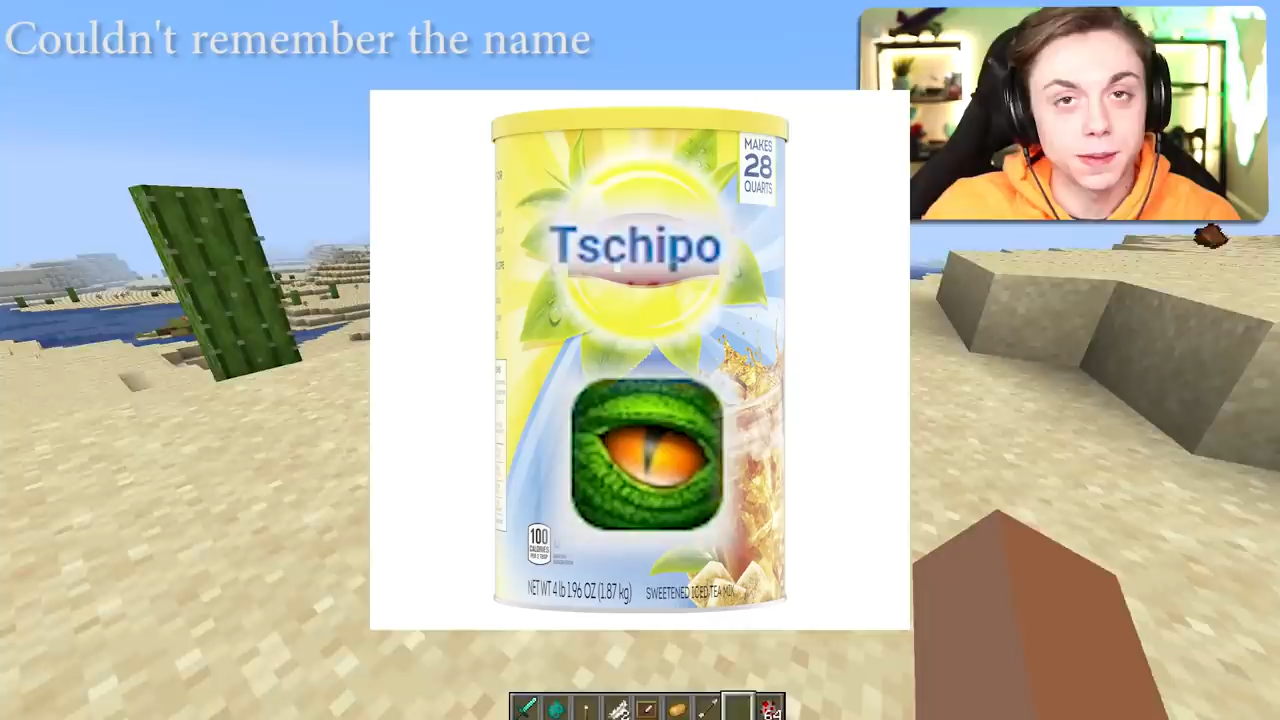 Couldn't remember the name
MAKES
28
QUARTS
Tschipo
100
CALORIES
NET WT 4 lb 1.96 OZ (1.87 kg)
SWEETENED ICED TEA MIX
64